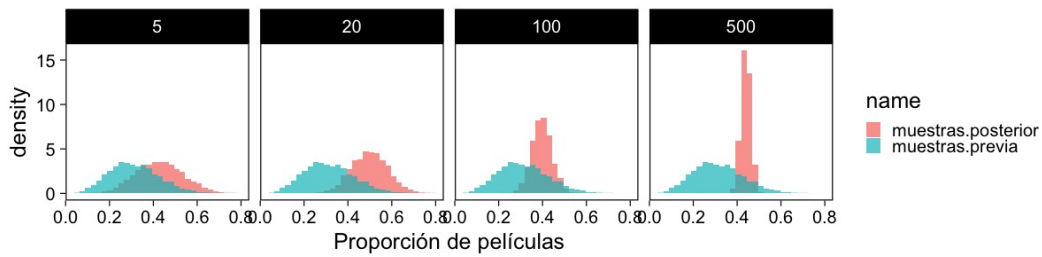 5 20 100 500
15
10
5
0
density
0.0 0.2 0.4 0.6 0.8 0.0 0.2 0.4 0.6 0.8 0.0 0.2 0.4 0.6 0.8 0.0 0.2 0.4 0.6 0.8
Proporción de películas
name
muestras.posterior
muestras.previa